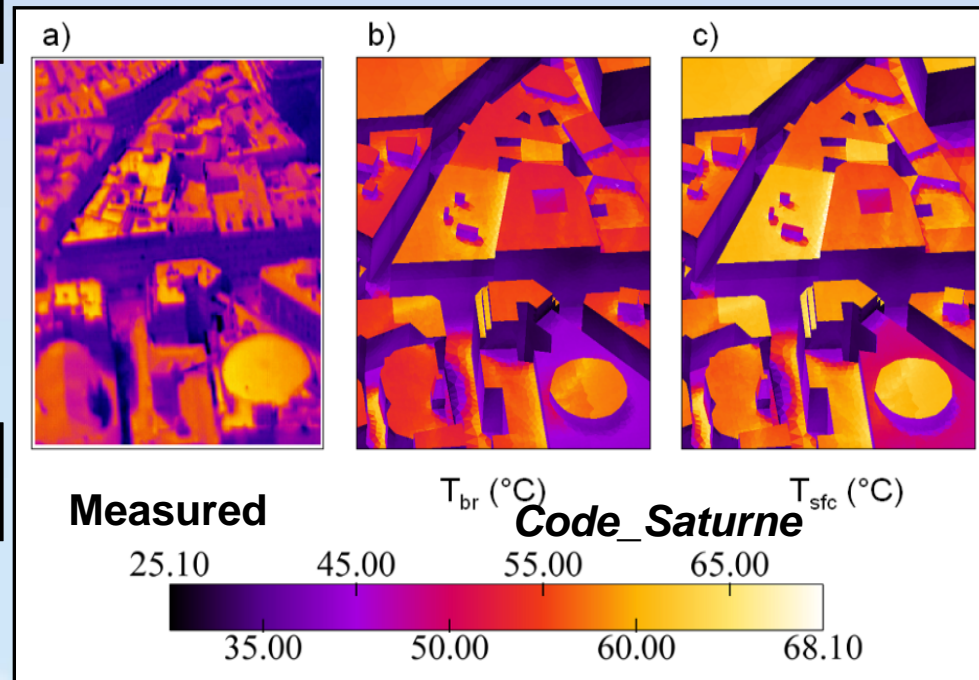 a) b) c)
T_br (°C) T_sfc (°C)
Measured Code_Saturne
25.10 45.00 55.00 65.00
35.00 50.00 60.00 68.10